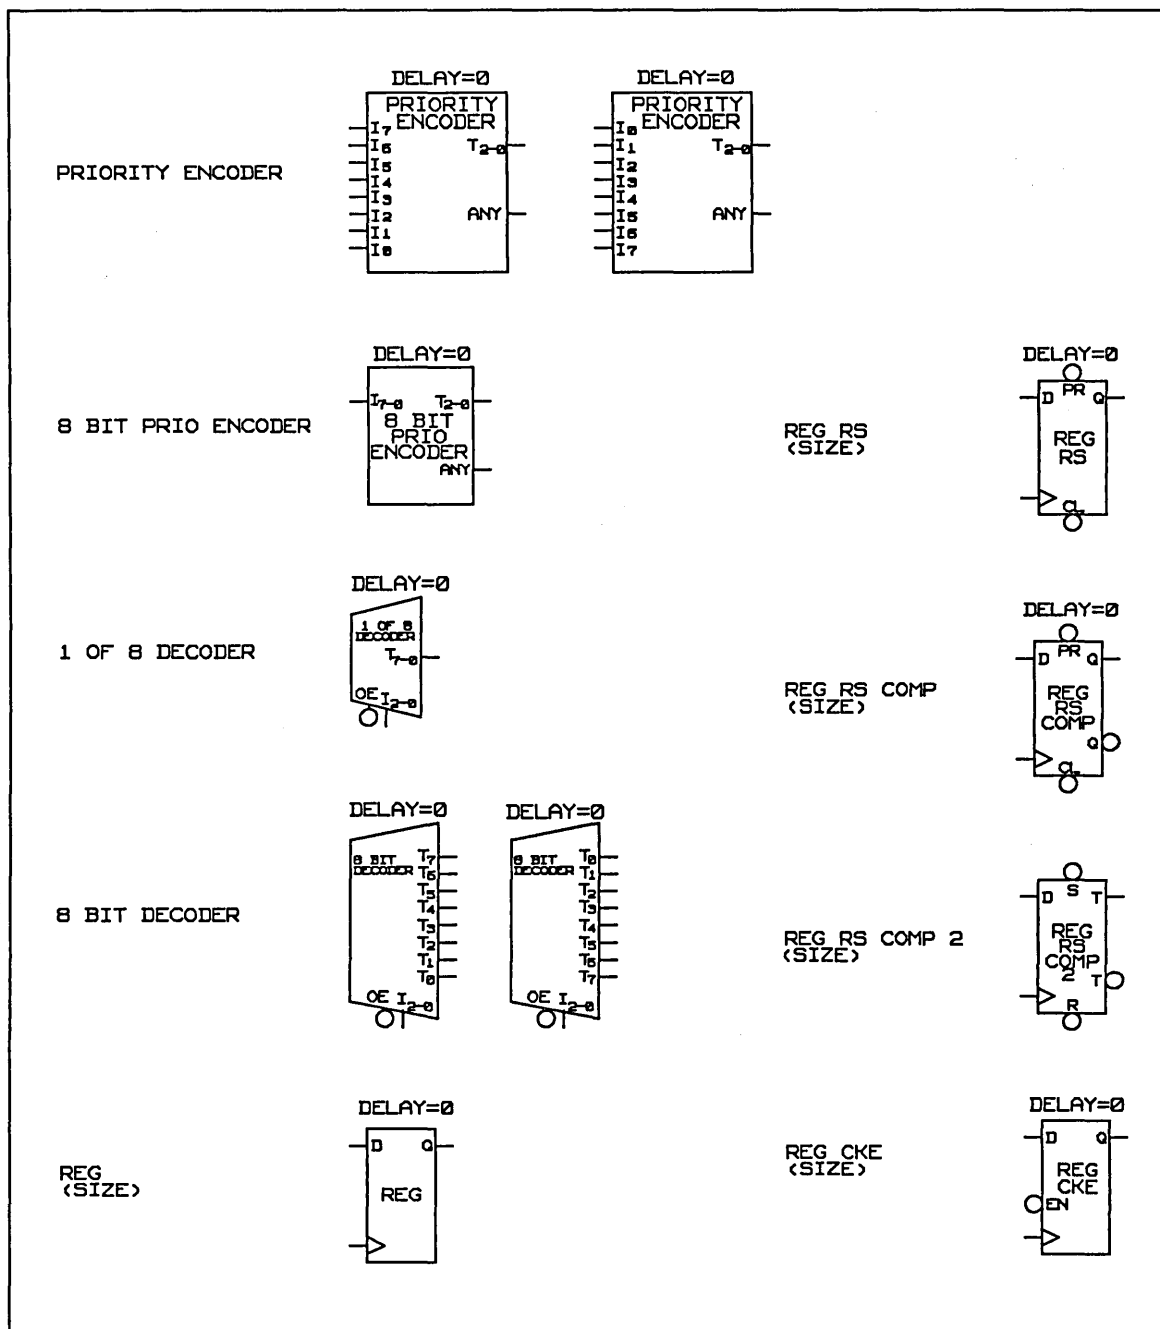 DELAY=0
PRIORITY ENCODER
I7
I6
I5
I4
I3
I2
I1
I0
T2-0
ANY
DELAY=0
PRIORITY ENCODER
I0
I1
I2
I3
I4
I5
I6
I7
T2-0
ANY
PRIORITY ENCODER
DELAY=0
I7-0 T2-0
8 BIT
PRIO
ENCODER
ANY
8 BIT PRIO ENCODER
DELAY=0
D PR Q
REG
RS
CL
REG RS
(SIZE)
DELAY=0
1 OF 8
DECODER
T7-0
OE I2-0
1 OF 8 DECODER
DELAY=0
D PR Q
REG
RS
COMP
Q
CL
REG RS COMP
(SIZE)
DELAY=0
8 BIT
DECODER
T7
T6
T5
T4
T3
T2
T1
T0
OE I2-0
DELAY=0
8 BIT
DECODER
T0
T1
T2
T3
T4
T5
T6
T7
OE I2-0
8 BIT DECODER
D S T
REG
RS
COMP
2
T
R
REG RS COMP 2
(SIZE)
DELAY=0
D Q
REG
REG
(SIZE)
DELAY=0
D Q
REG
CKE
EN
REG CKE
(SIZE)